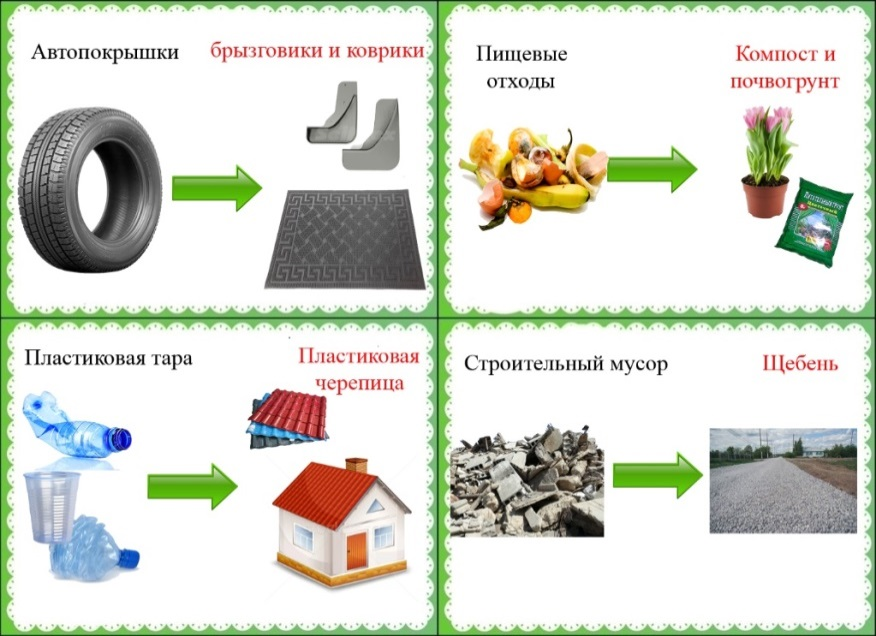 Автопокрышки
брызговики и коврики
Пищевые
отходы
Компост и
почвогрунт
Пластиковая тара
Пластиковая
черепица
Строительный мусор
Щебень